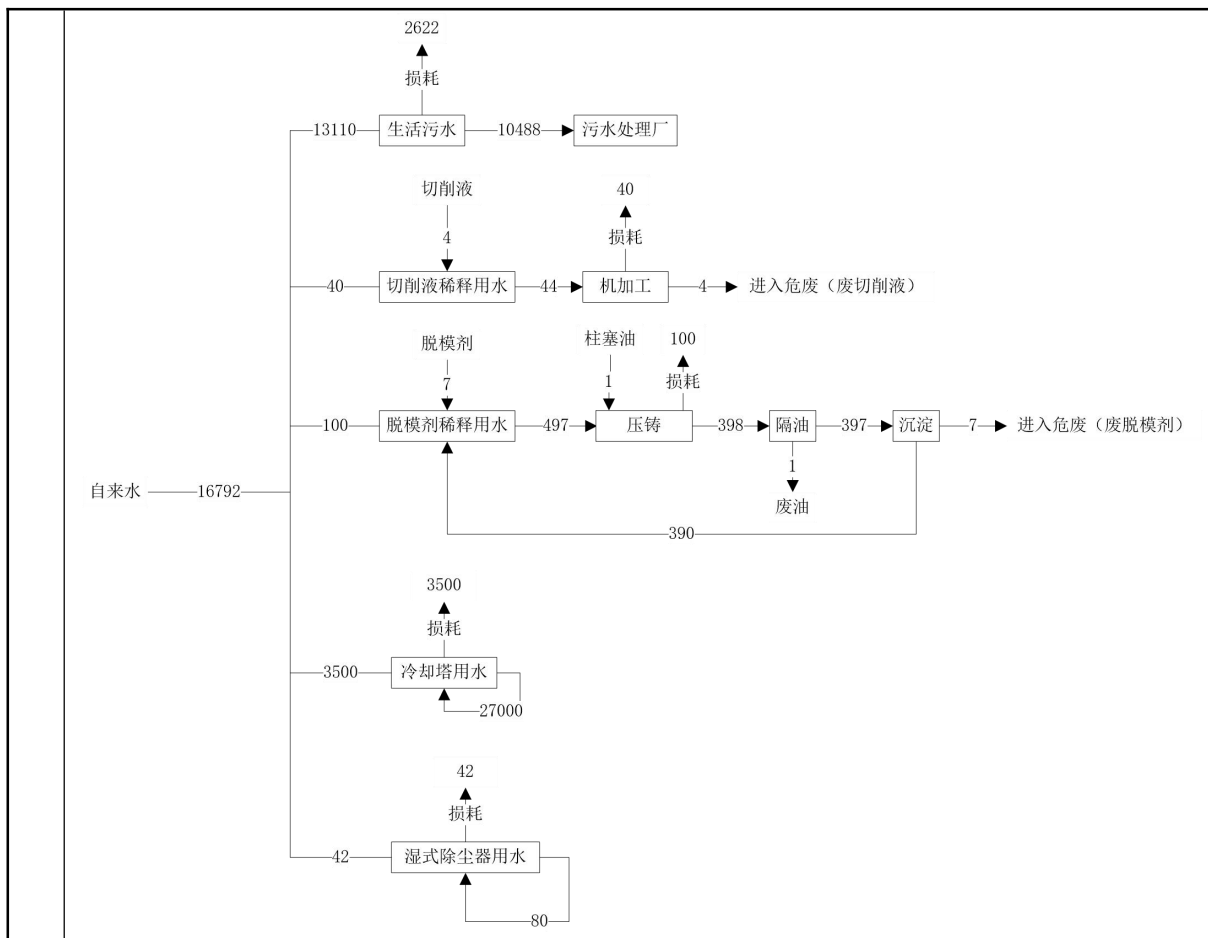 2622
损耗
13110 生活污水 10488 污水处理厂
切削液 40
4 损耗
40 切削液稀释用水 44 机加工 4 进入危废（废切削液）
脱模剂 柱塞油 100
7 1 损耗
100 脱模剂稀释用水 497 压铸 398 隔油 397 沉淀 7 进入危废（废脱模剂）
1
自来水 16792
废油
390
3500
损耗
3500 冷却塔用水
27000
42
损耗
42 湿式除尘器用水
80